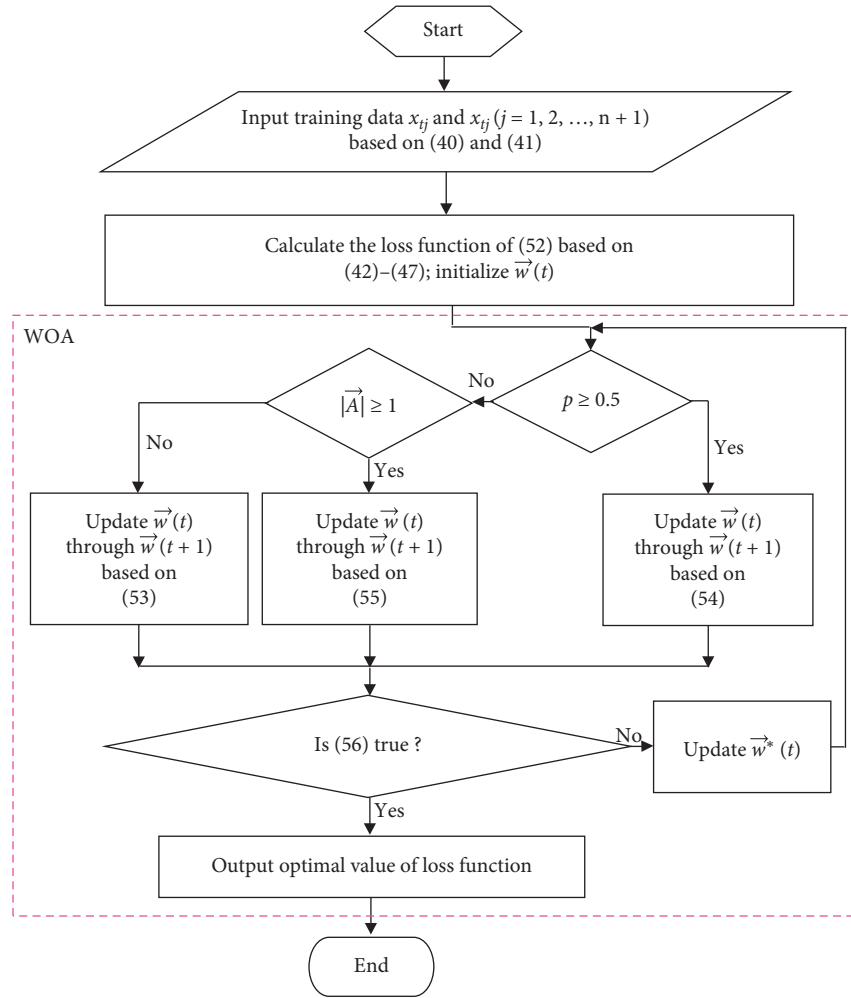 Start
Input training data x_tj and x_tj (j = 1, 2, …, n + 1)
based on (40) and (41)
Calculate the loss function of (52) based on
(42)–(47); initialize w⃗ (t)
WOA
No
|A⃗| ≥ 1
p ≥ 0.5
No
Yes
Yes
Update w⃗ (t)
through w⃗ (t + 1)
based on
(53)
Update w⃗ (t)
through w⃗ (t + 1)
based on
(55)
Update w⃗ (t)
through w⃗ (t + 1)
based on
(54)
Is (56) true ?
No
Update w⃗* (t)
Yes
Output optimal value of loss function
End